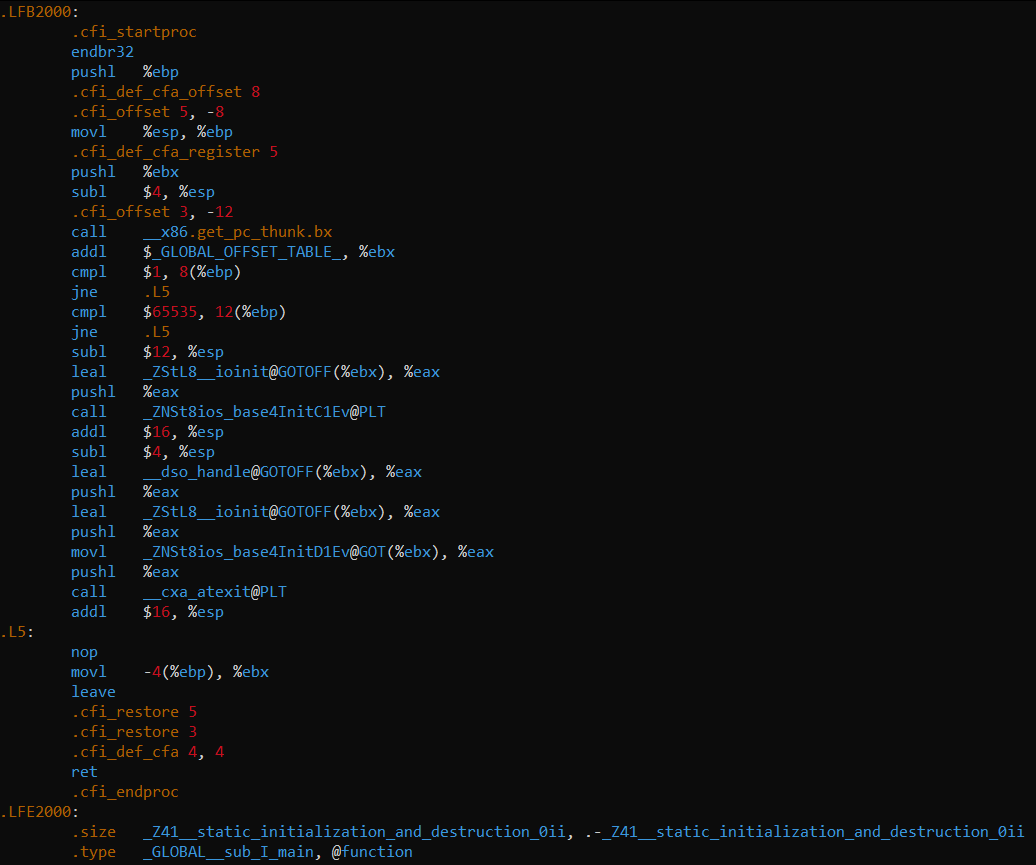 .LFB2000:
.cfi_startproc
endbr32
pushl %ebp
.cfi_def_cfa_offset 8
.cfi_offset 5, -8
movl %esp, %ebp
.cfi_def_cfa_register 5
pushl %ebx
subl $4, %esp
.cfi_offset 3, -12
call __x86.get_pc_thunk.bx
addl $_GLOBAL_OFFSET_TABLE_, %ebx
cmpl $1, 8(%ebp)
jne .L5
cmpl $65535, 12(%ebp)
jne .L5
subl $12, %esp
leal _ZStL8__ioinit@GOTOFF(%ebx), %eax
pushl %eax
call _ZNSt8ios_base4InitC1Ev@PLT
addl $16, %esp
subl $4, %esp
leal __dso_handle@GOTOFF(%ebx), %eax
pushl %eax
leal _ZStL8__ioinit@GOTOFF(%ebx), %eax
pushl %eax
movl _ZNSt8ios_base4InitD1Ev@GOT(%ebx), %eax
pushl %eax
call __cxa_atexit@PLT
addl $16, %esp
.L5:
nop
movl -4(%ebp), %ebx
leave
.cfi_restore 5
.cfi_restore 3
.cfi_def_cfa 4, 4
ret
.cfi_endproc
.LFE2000:
.size _Z41__static_initialization_and_destruction_0ii, .-_Z41__static_initialization_and_destruction_0ii
.type _GLOBAL__sub_I_main, @function